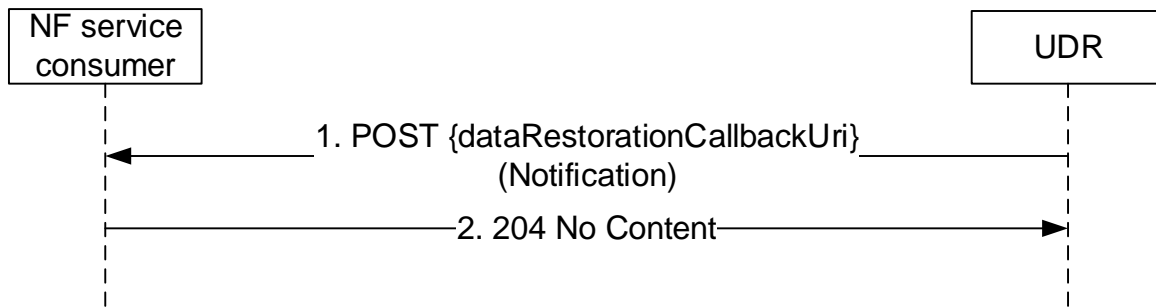 NF service
consumer
UDR
1. POST {dataRestorationCallbackUri}
(Notification)
2. 204 No Content